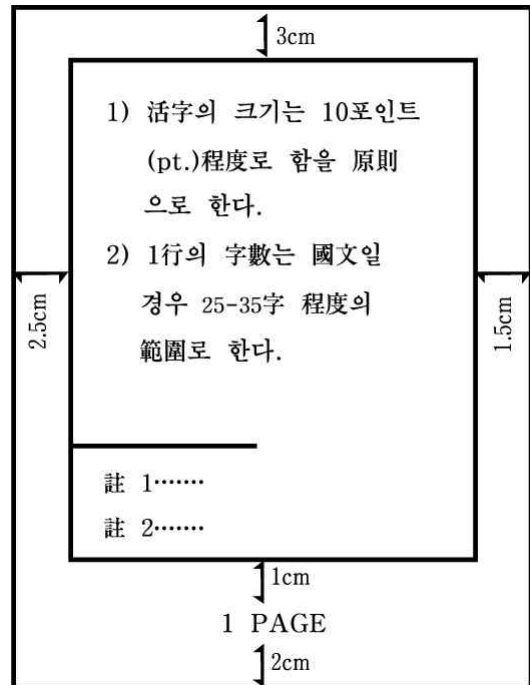 3cm
1) 活字의 크기는 10포인트
(pt.)程度로 함을 原則
으로 한다.
2) 1行의 字數는 國文일
경우 25-35字 程度의
範圍로 한다.
2.5cm
1.5cm
註 1·······
註 2·······
1cm
1 PAGE
2cm